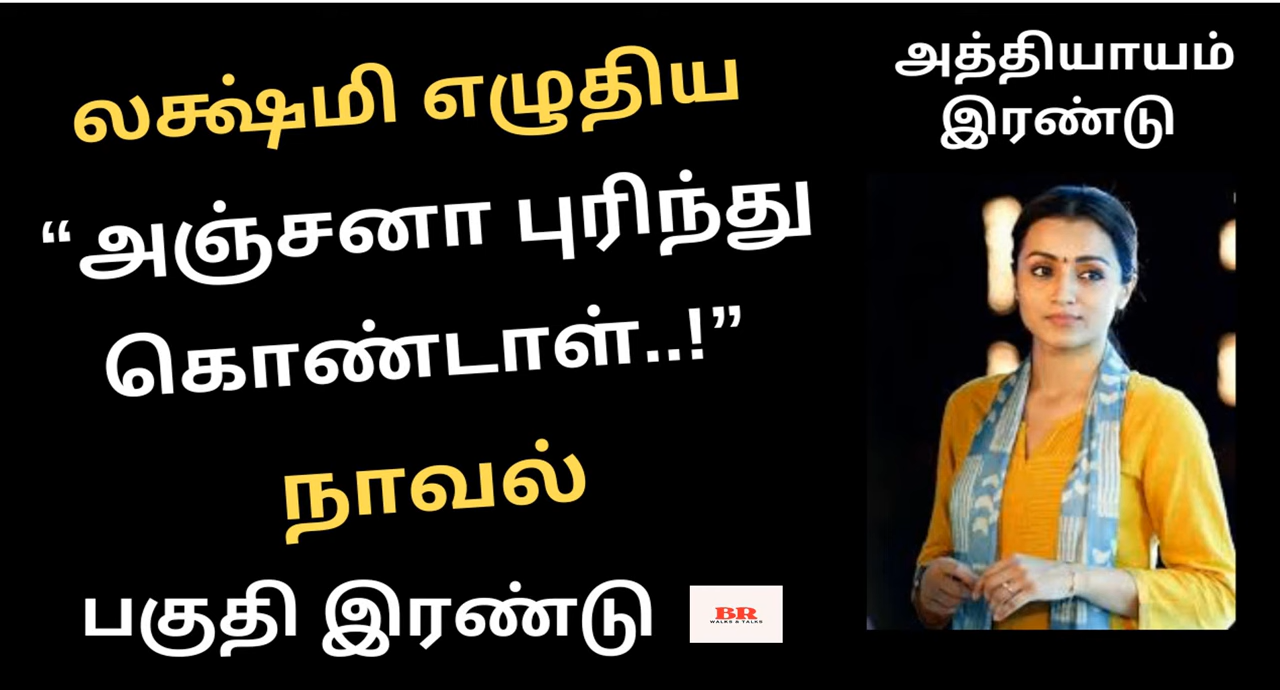 லக்ஷ்மி எழுதிய
“அஞ்சனா புரிந்து
கொண்டாள்..!”
நாவல்
பகுதி இரண்டு
BR
WALKS & TALKS
அத்தியாயம்
இரண்டு